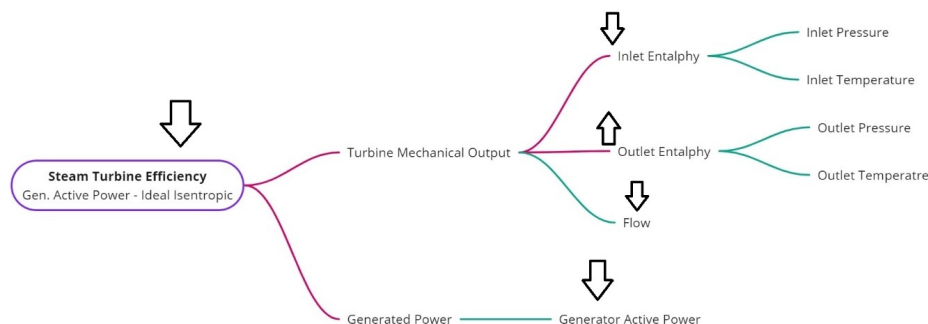 Steam Turbine Efficiency
Gen. Active Power - Ideal Isentropic
Turbine Mechanical Output
Inlet Entalphy
Inlet Pressure
Inlet Temperature
Outlet Entalphy
Outlet Pressure
Outlet Temperatre
Flow
Generated Power
Generator Active Power